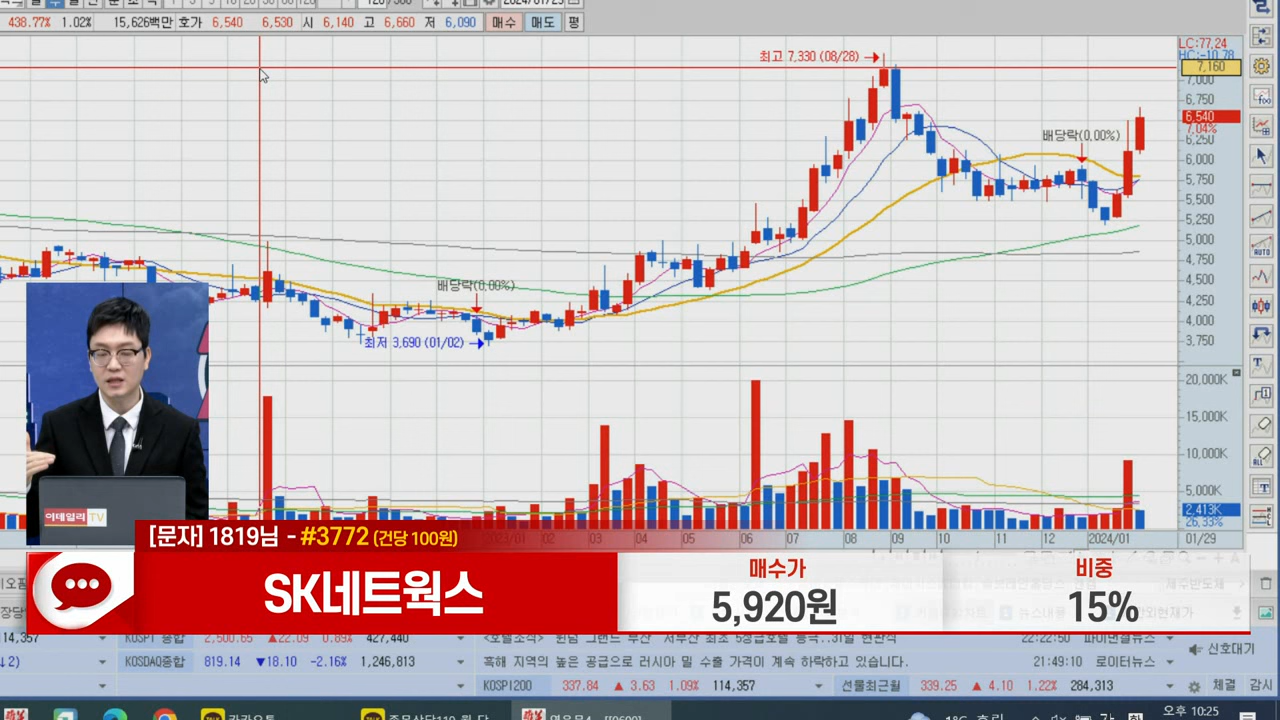 438.77% 1.02% 15,626백만 호가 6,540 6,530 시 6,140 고 6,660 저 6,090 매수 매도 평
최고 7,330 (08/28)
LC:77.24
HC:-10.78
7,160
7,000
6,750
6,540
7.04%
6,250
6,000
5,750
5,500
5,250
5,000
4,750
4,500
4,250
4,000
3,750
배당락(0,00%)
배당락(0,00%)
최저 3,690 (01/02)
20,000K
15,000K
10,000K
5,000K
2,413K
26,33%
02 03 04 05 06 07 08 09 10 11 12 2024/01 01/29
이데일리TV
[문자] 1819님 - #3772 (건당 100원)
SK네트웍스
매수가
5,920원
비중
15%
KOSPI 종합 2,500.65 ▲22.09 0.89% 427,440
22:22:50
KOSDAQ종합 819.14 ▼18.10 -2.16% 1,246,813
흑해 지역의 높은 공급으로 러시아 밀 수출 가격이 계속 하락하고 있습니다. 21:49:10 로이터뉴스
신호대기
KOSPI200 337.84 ▲ 3.63 1.09% 114,357 선물최근월 339.25 ▲ 4.10 1.22% 284,313 체결 감시
오후 10:25